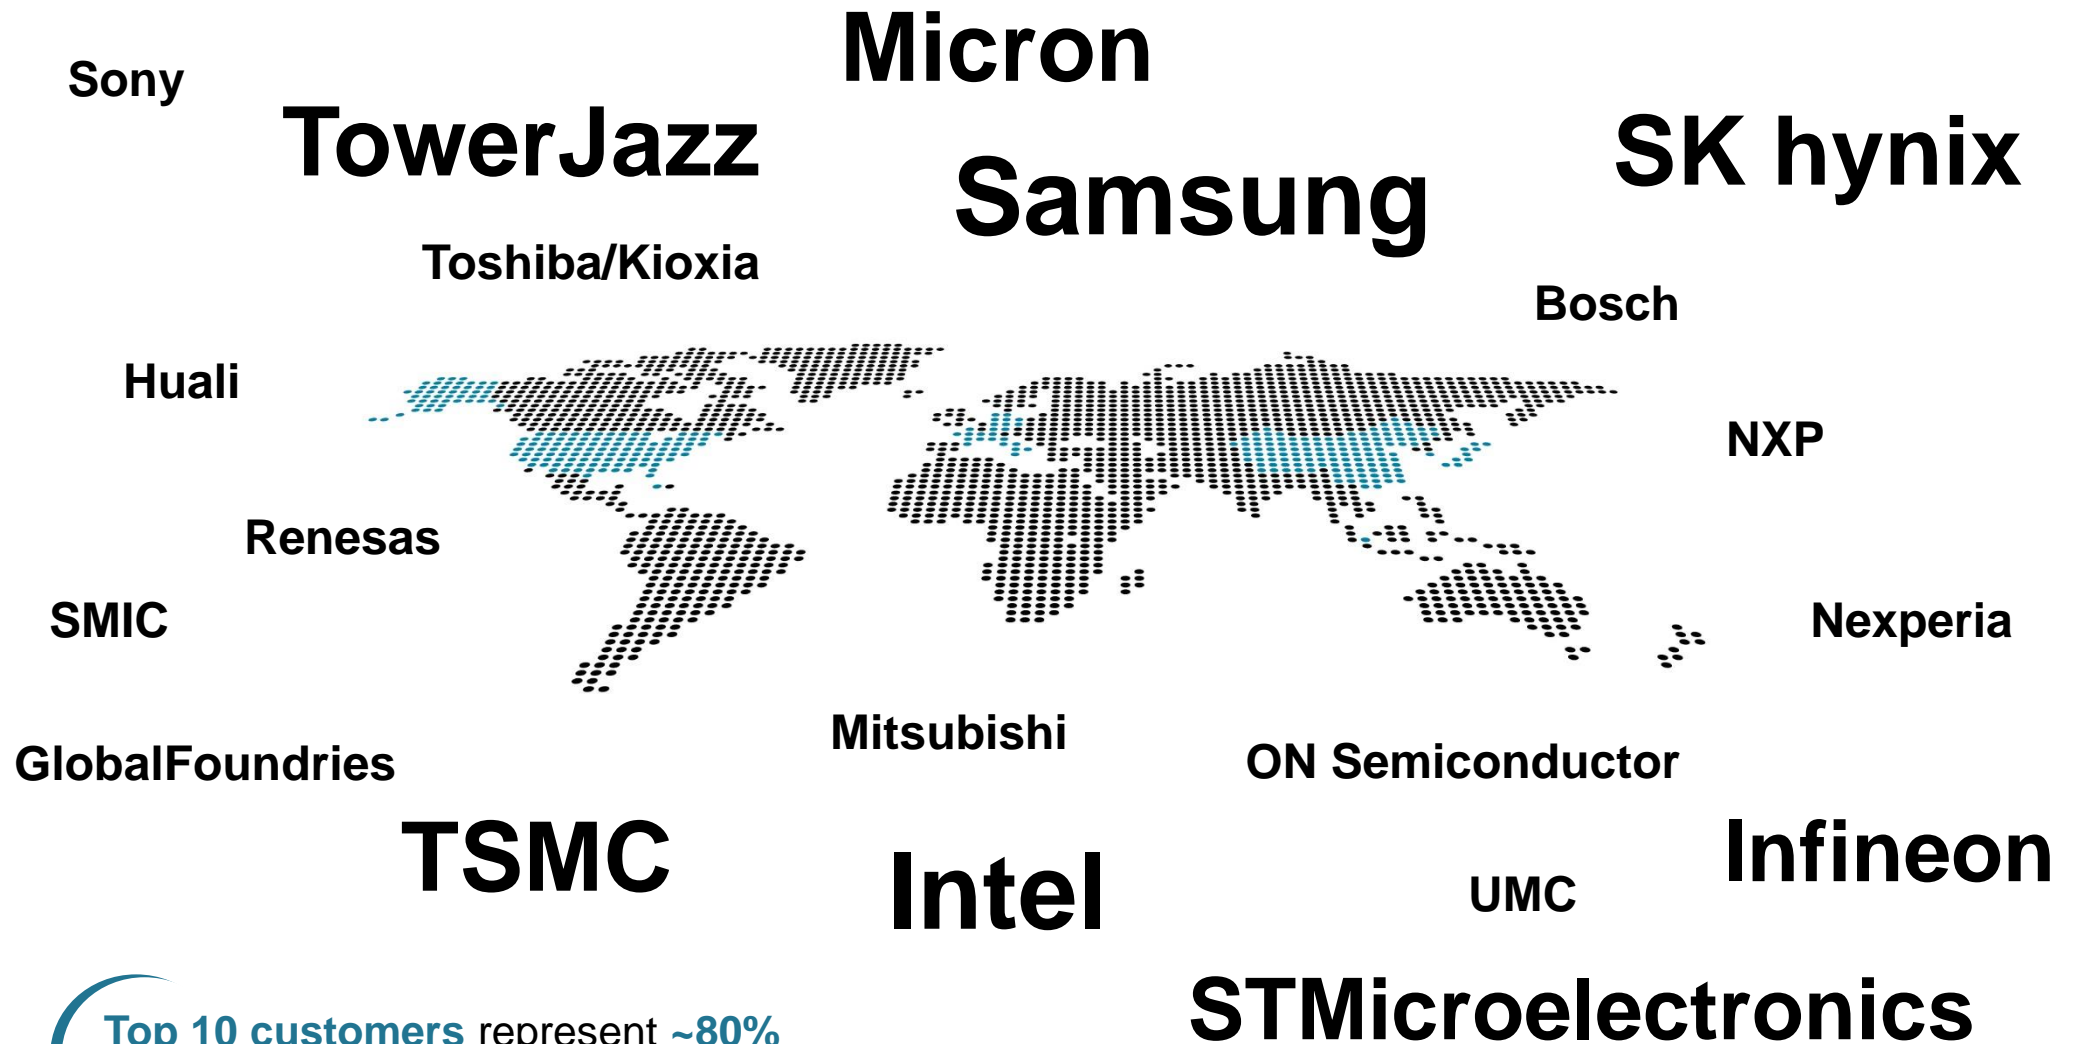 Micron
Sony
TowerJazz
SK hynix
Samsung
Toshiba/Kioxia
Bosch
Huali
NXP
Renesas
SMIC
Nexperia
Mitsubishi
GlobalFoundries
ON Semiconductor
TSMC
Infineon
Intel
UMC
STMicroelectronics
Top 10 customers represent ~80%